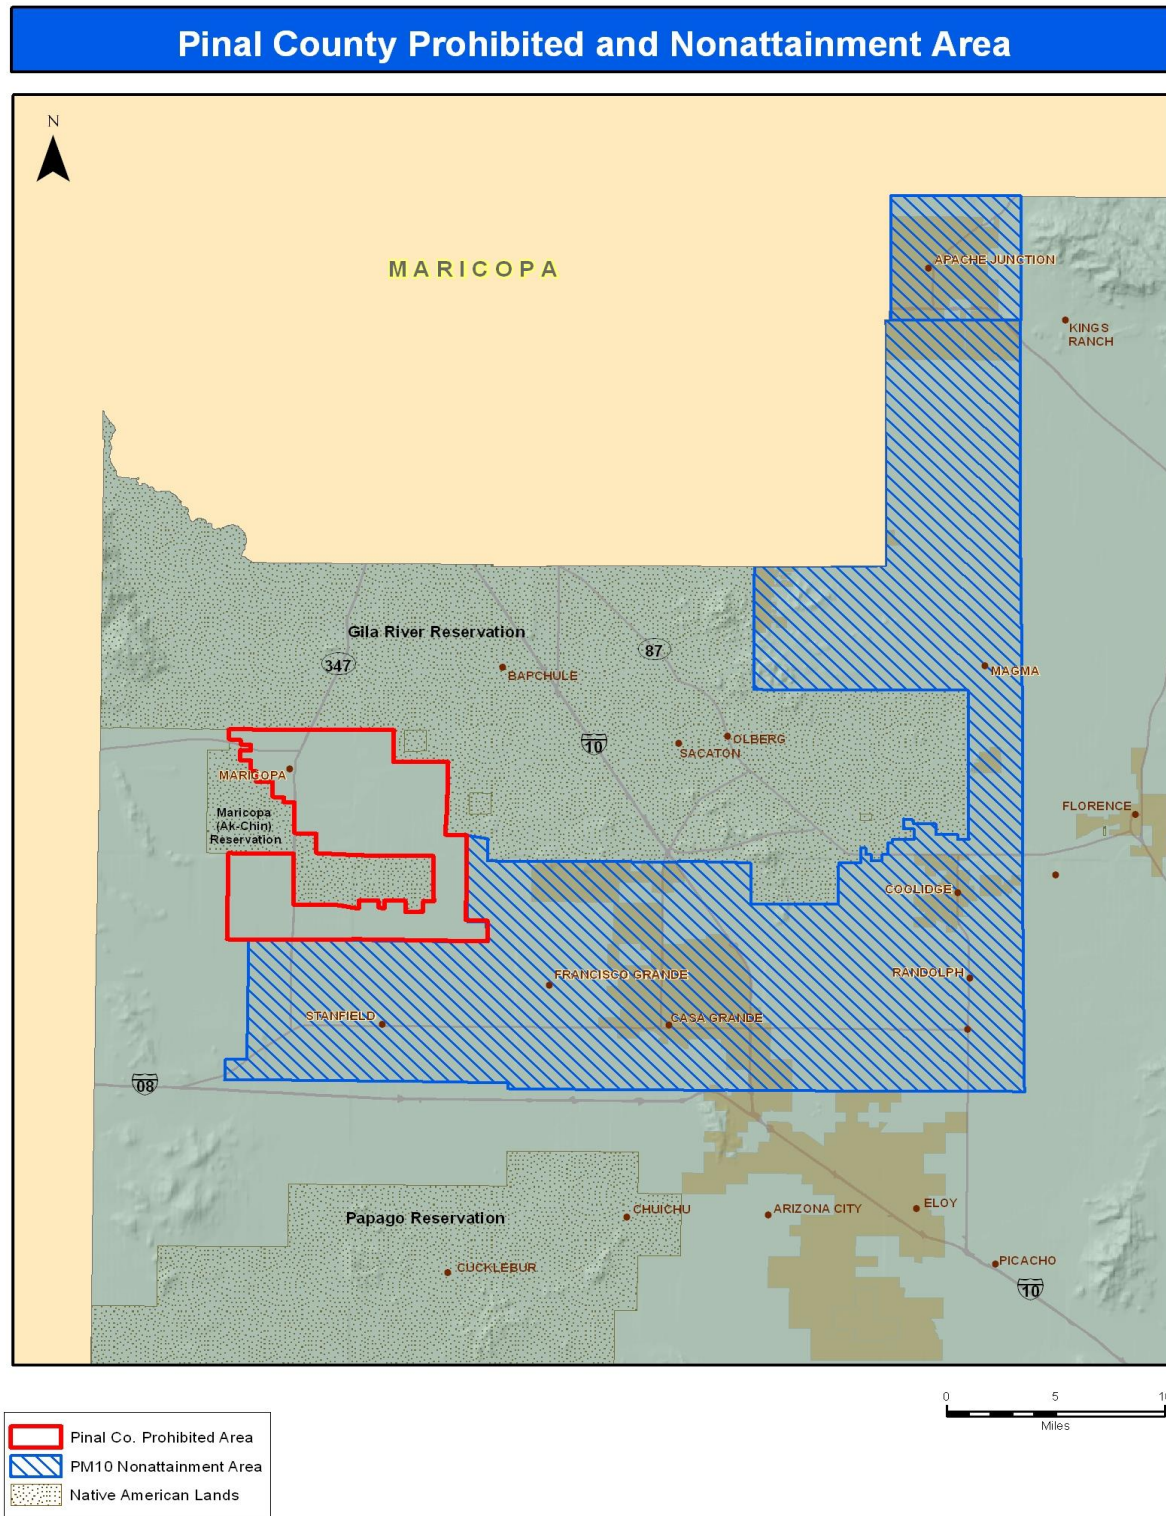 Pinal County Prohibited and Nonattainment Area
N
MARICOPA
APACHE JUNCTION
KINGS
RANCH
Gila River Reservation
347
87
BAPCHULE
MAGMA
10
OLBERG
SACATON
MARICOPA
Maricopa
(Ak-Chin)
Reservation
FLORENCE
COOLIDGE
FRANCISCO GRANDE
RANDOLPH
STANFIELD
CASA GRANDE
08
Papago Reservation
CHUICHU
ARIZONA CITY
ELOY
CUCKLEBUR
PICACHO
10
0 5 10
Miles
Pinal Co. Prohibited Area
PM10 Nonattainment Area
Native American Lands